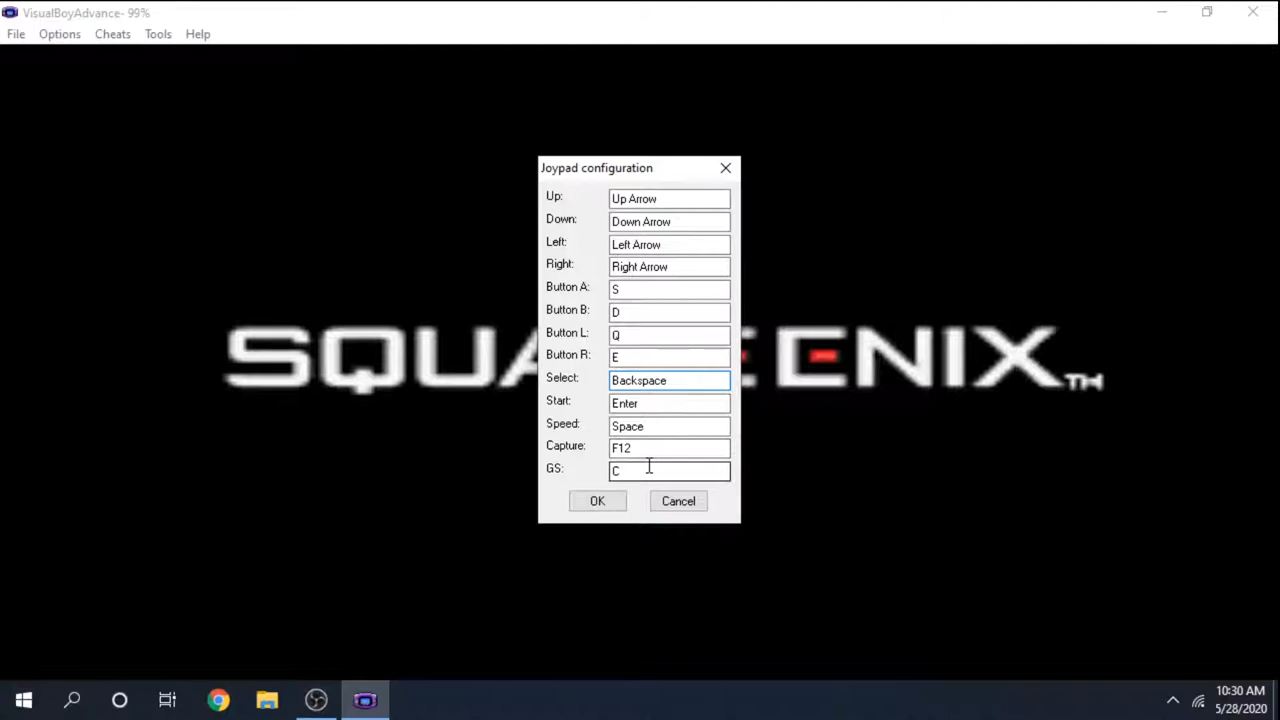 VisualBoyAdvance- 99%
File Options Cheats Tools Help
Joypad configuration
Up: Up Arrow
Down: Down Arrow
Left: Left Arrow
Right: Right Arrow
Button A: S
Button B: D
Button L: Q
Button R: E
Select: Backspace
Start: Enter
Speed: Space
Capture: F12
GS: C
OK Cancel
SQUA E ENIX TM
10:30 AM
5/28/2020